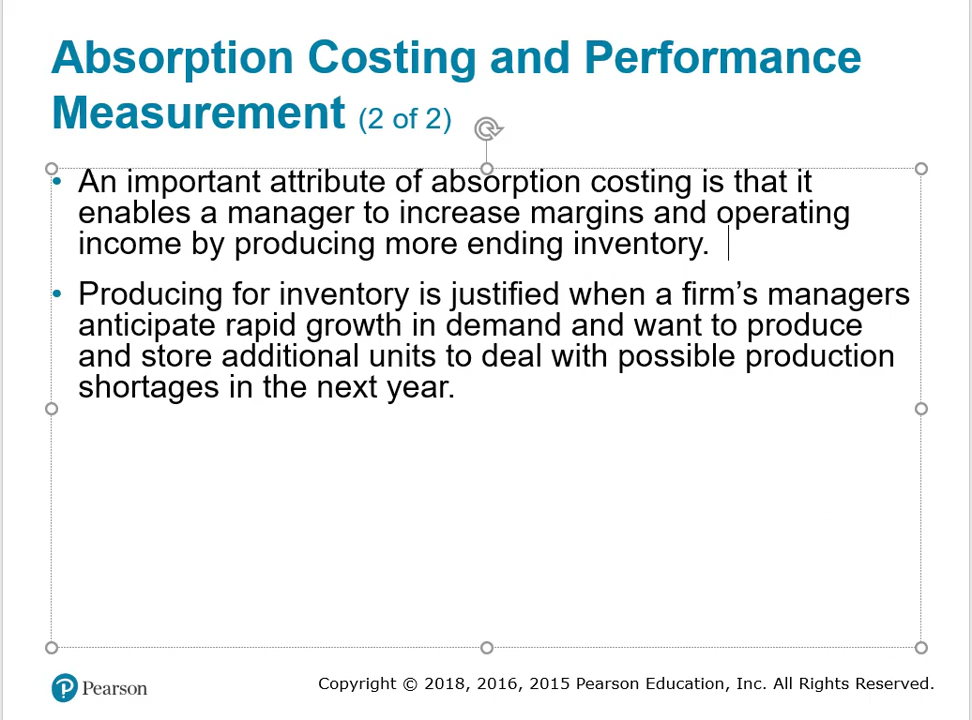 Absorption Costing and Performance
Measurement (2 of 2)
• An important attribute of absorption costing is that it
enables a manager to increase margins and operating
income by producing more ending inventory.
• Producing for inventory is justified when a firm’s managers
anticipate rapid growth in demand and want to produce
and store additional units to deal with possible production
shortages in the next year.
Pearson
Copyright © 2018, 2016, 2015 Pearson Education, Inc. All Rights Reserved.